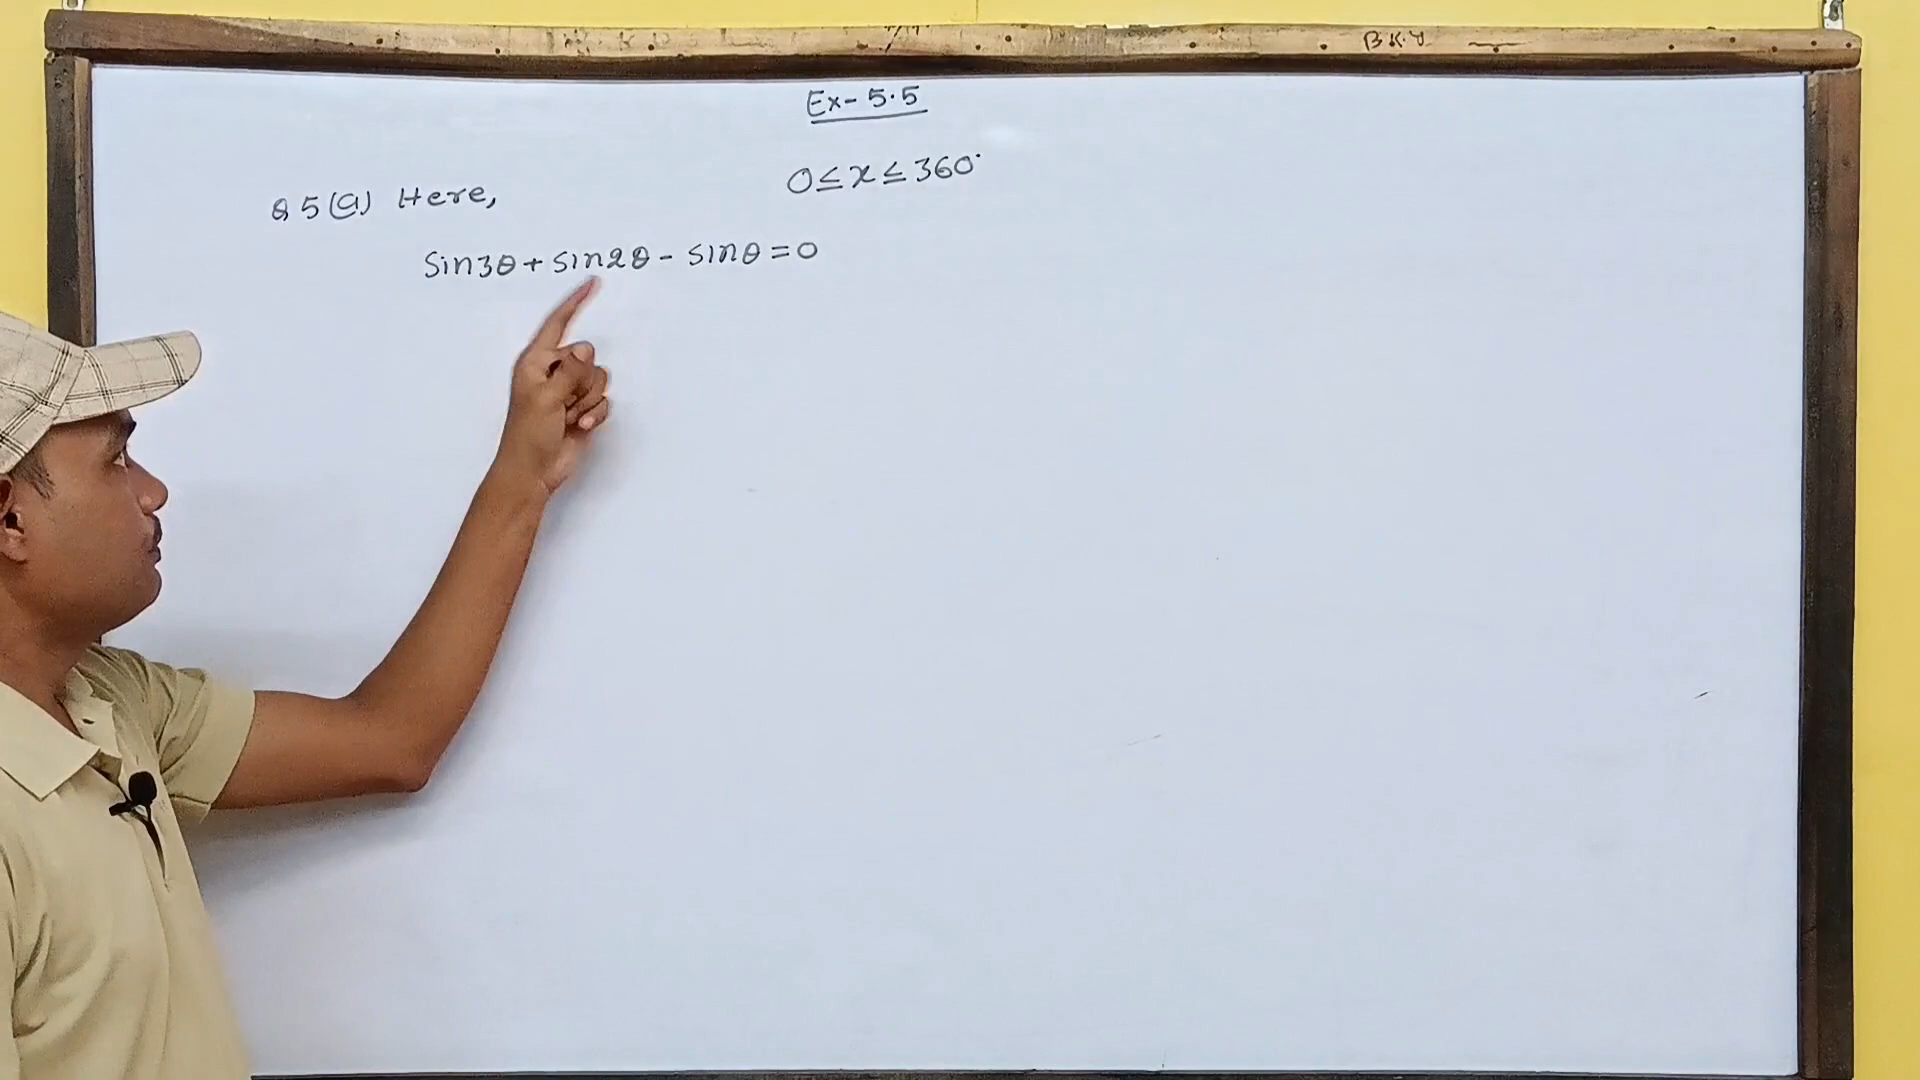 B.K.Y
Ex- 5.5
0≤x≤360°
Q 5(a) Here,
sin3θ+sin2θ- sinθ=0